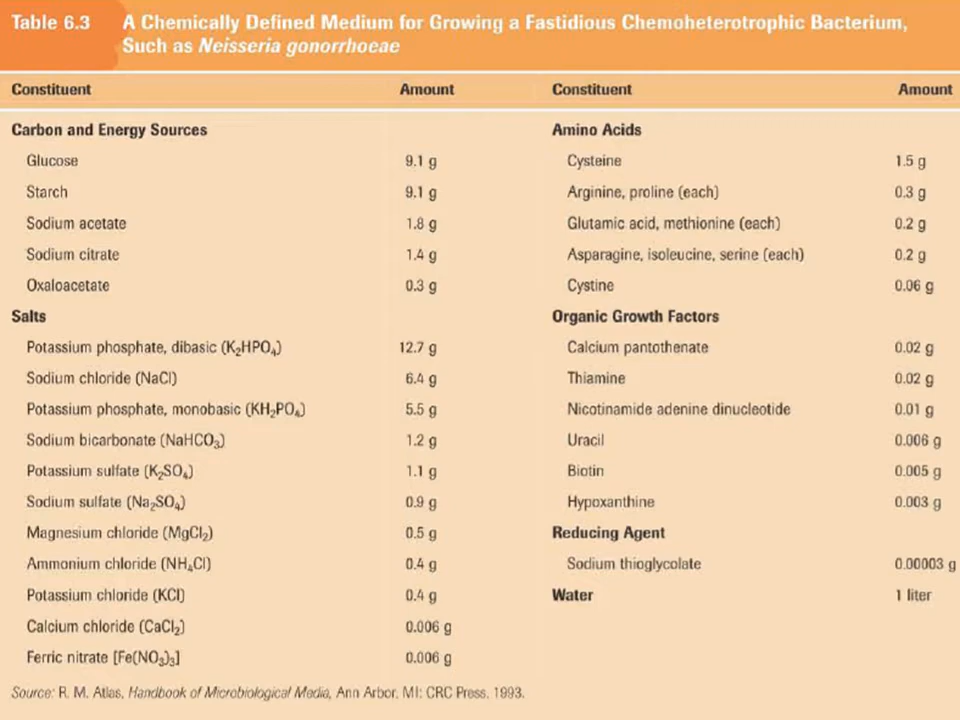 Table 6.3 A Chemically Defined Medium for Growing a Fastidious Chemoheterotrophic Bacterium,
Such as Neisseria gonorrhoeae
Constituent Amount
Carbon and Energy Sources
Glucose 9.1 g
Starch 9.1 g
Sodium acetate 1.8 g
Sodium citrate 1.4 g
Oxaloacetate 0.3 g
Salts
Potassium phosphate, dibasic (K₂HPO₄) 12.7 g
Sodium chloride (NaCl) 6.4 g
Potassium phosphate, monobasic (KH₂PO₄) 5.5 g
Sodium bicarbonate (NaHCO₃) 1.2 g
Potassium sulfate (K₂SO₄) 1.1 g
Sodium sulfate (Na₂SO₄) 0.9 g
Magnesium chloride (MgCl₂) 0.5 g
Ammonium chloride (NH₄Cl) 0.4 g
Potassium chloride (KCl) 0.4 g
Calcium chloride (CaCl₂) 0.006 g
Ferric nitrate [Fe(NO₃)₃] 0.006 g
Constituent Amount
Amino Acids
Cysteine 1.5 g
Arginine, proline (each) 0.3 g
Glutamic acid, methionine (each) 0.2 g
Asparagine, isoleucine, serine (each) 0.2 g
Cystine 0.06 g
Organic Growth Factors
Calcium pantothenate 0.02 g
Thiamine 0.02 g
Nicotinamide adenine dinucleotide 0.01 g
Uracil 0.006 g
Biotin 0.005 g
Hypoxanthine 0.003 g
Reducing Agent
Sodium thioglycolate 0.00003 g
Water 1 liter
Source: R. M. Atlas, Handbook of Microbiological Media, Ann Arbor, MI: CRC Press, 1993.